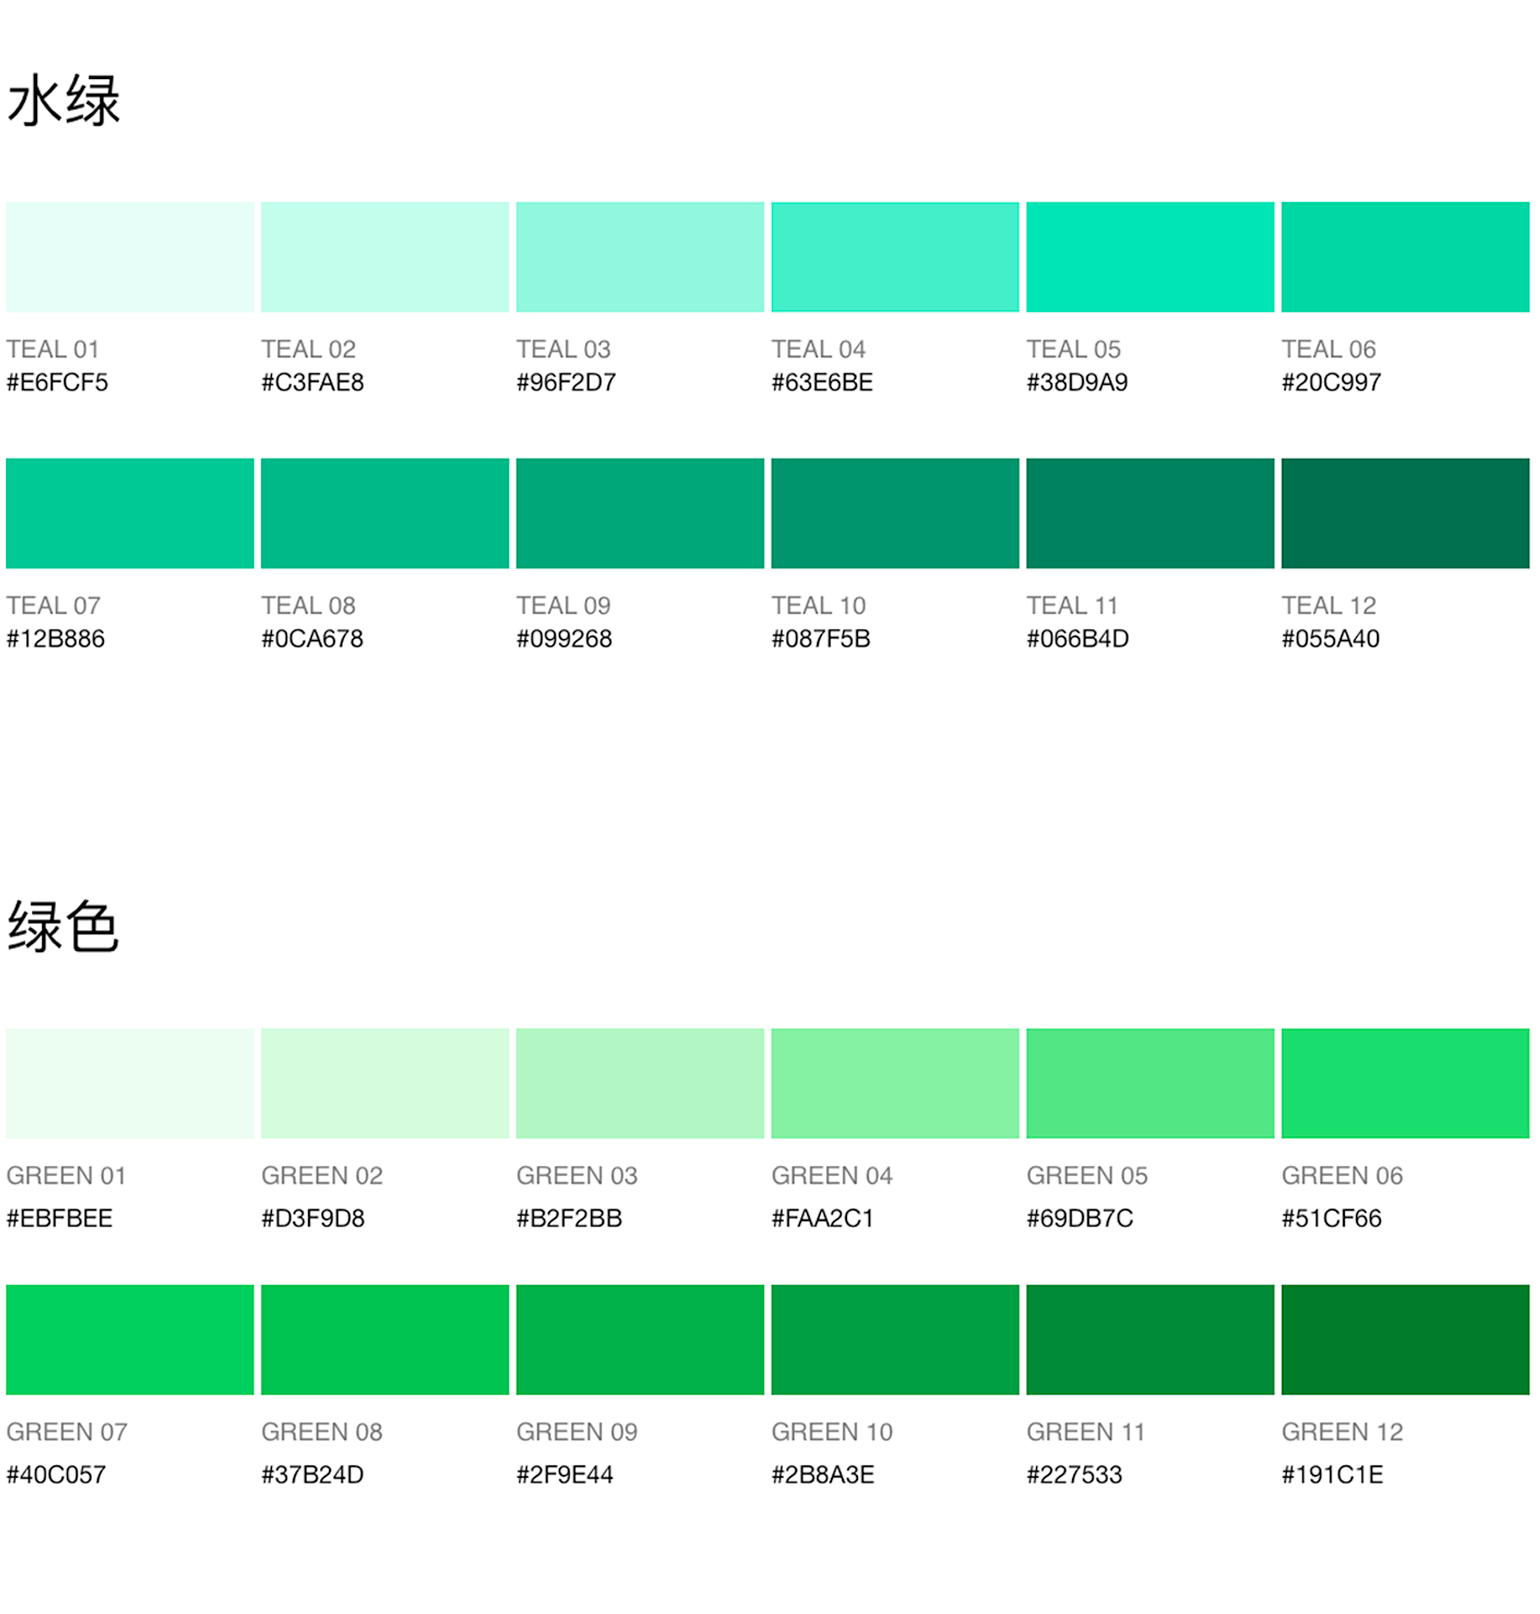 水绿
TEAL 01 TEAL 02 TEAL 03 TEAL 04 TEAL 05 TEAL 06
#E6FCF5 #C3FAE8 #96F2D7 #63E6BE #38D9A9 #20C997
TEAL 07 TEAL 08 TEAL 09 TEAL 10 TEAL 11 TEAL 12
#12B886 #0CA678 #099268 #087F5B #066B4D #055A40
绿色
GREEN 01 GREEN 02 GREEN 03 GREEN 04 GREEN 05 GREEN 06
#EBFBEE #D3F9D8 #B2F2BB #FAA2C1 #69DB7C #51CF66
GREEN 07 GREEN 08 GREEN 09 GREEN 10 GREEN 11 GREEN 12
#40C057 #37B24D #2F9E44 #2B8A3E #227533 #191C1E